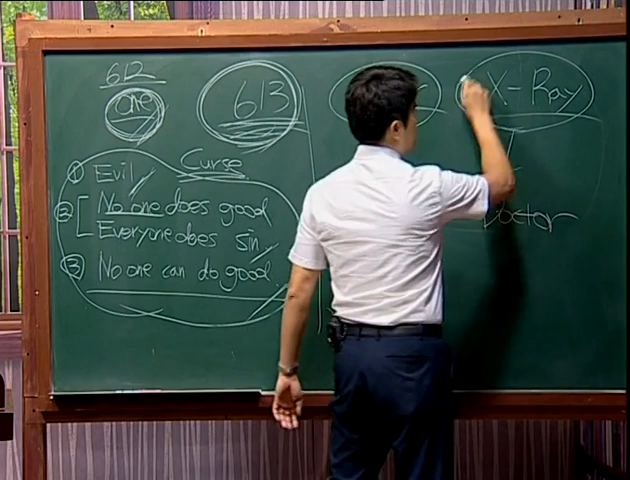 612
one
613
X-Ray
Doctor
Curse
① Evil
② No one does good
Everyone does sin
③ No one can do good